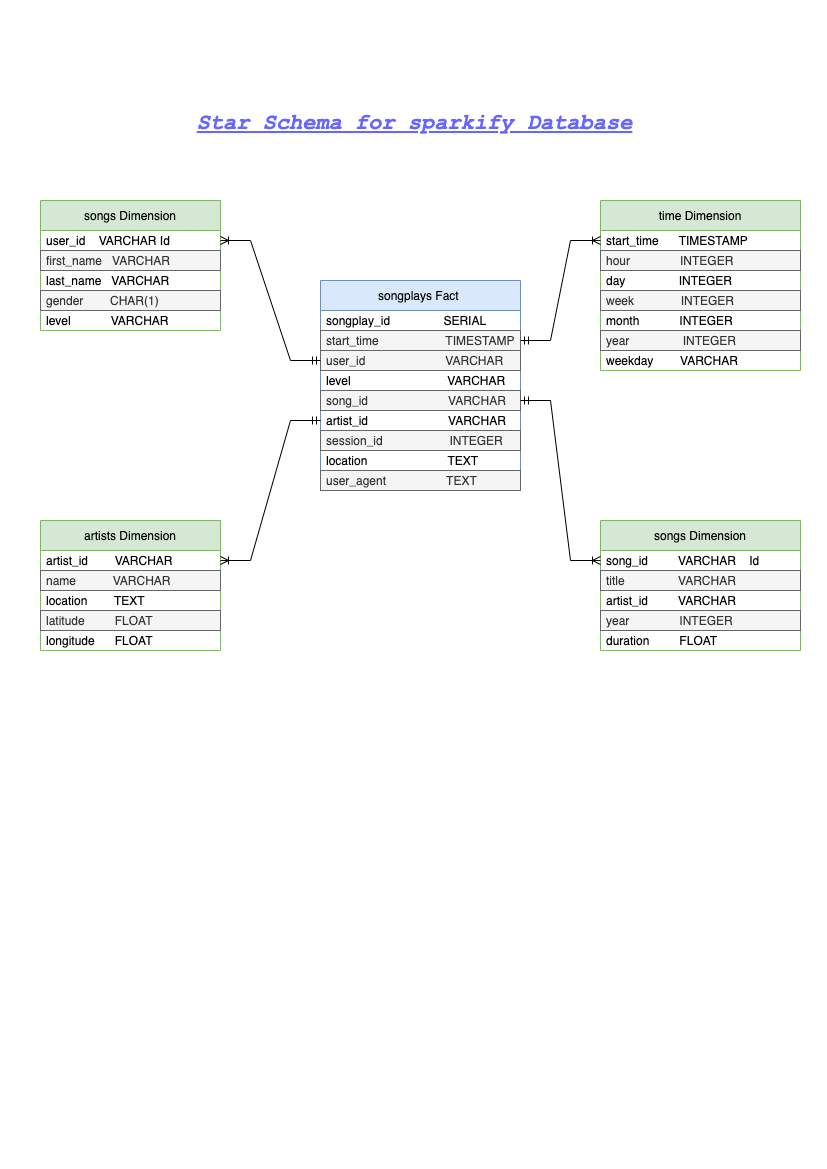 Star Schema for sparkify Database
songs Dimension
user_id VARCHAR Id
first_name VARCHAR
last_name VARCHAR
gender CHAR(1)
level VARCHAR
time Dimension
start_time TIMESTAMP
hour INTEGER
day INTEGER
week INTEGER
month INTEGER
year INTEGER
weekday VARCHAR
songplays Fact
songplay_id SERIAL
start_time TIMESTAMP
user_id VARCHAR
level VARCHAR
song_id VARCHAR
artist_id VARCHAR
session_id INTEGER
location TEXT
user_agent TEXT
artists Dimension
artist_id VARCHAR
name VARCHAR
location TEXT
latitude FLOAT
longitude FLOAT
songs Dimension
song_id VARCHAR Id
title VARCHAR
artist_id VARCHAR
year INTEGER
duration FLOAT